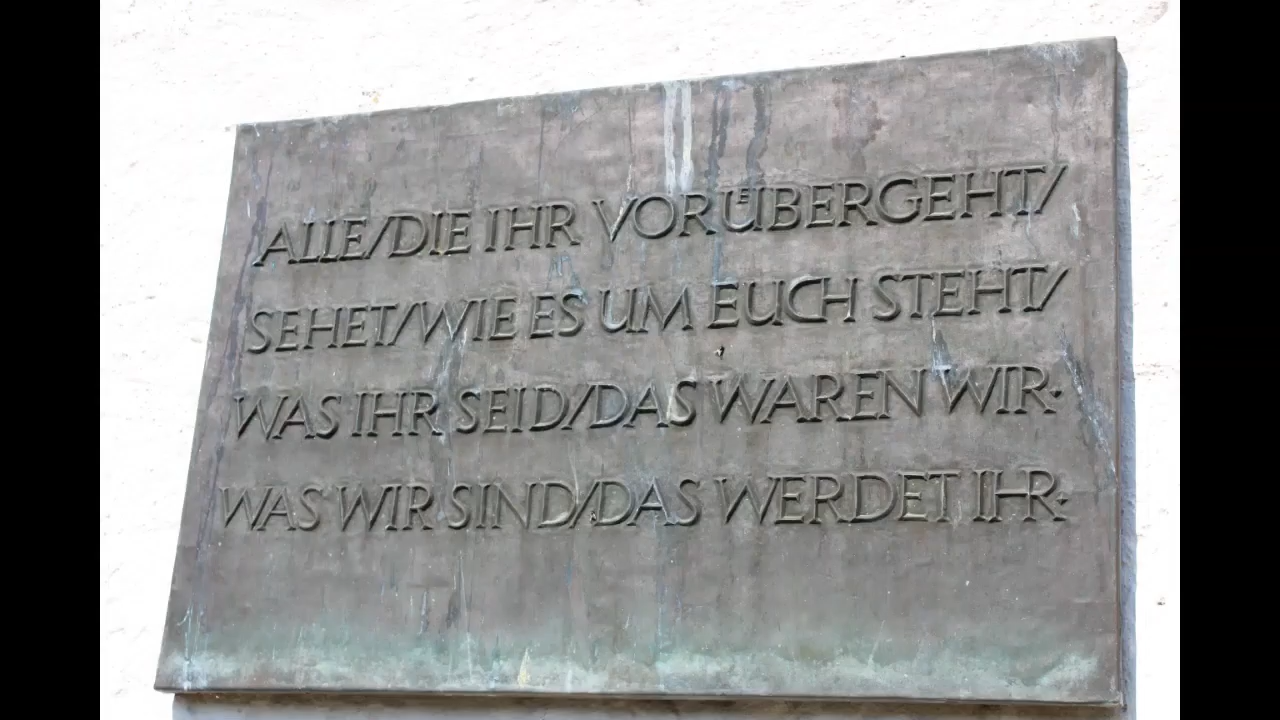 ALLE/DIE IHR VORÜBERGEHT/
SEHET/WIE ES UM EUCH STEHT/
WAS IHR SEID/DAS WAREN WIR·
WAS WIR SIND/DAS WERDET IHR·